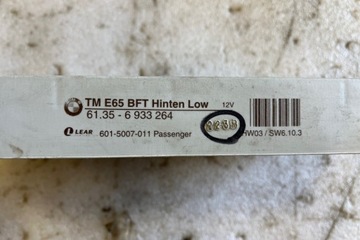 TM E65 BFT Hinten Low 12V
61.35 - 6 933 264
LEAR 601-5007-011 Passenger HW03 / SW6.10.3